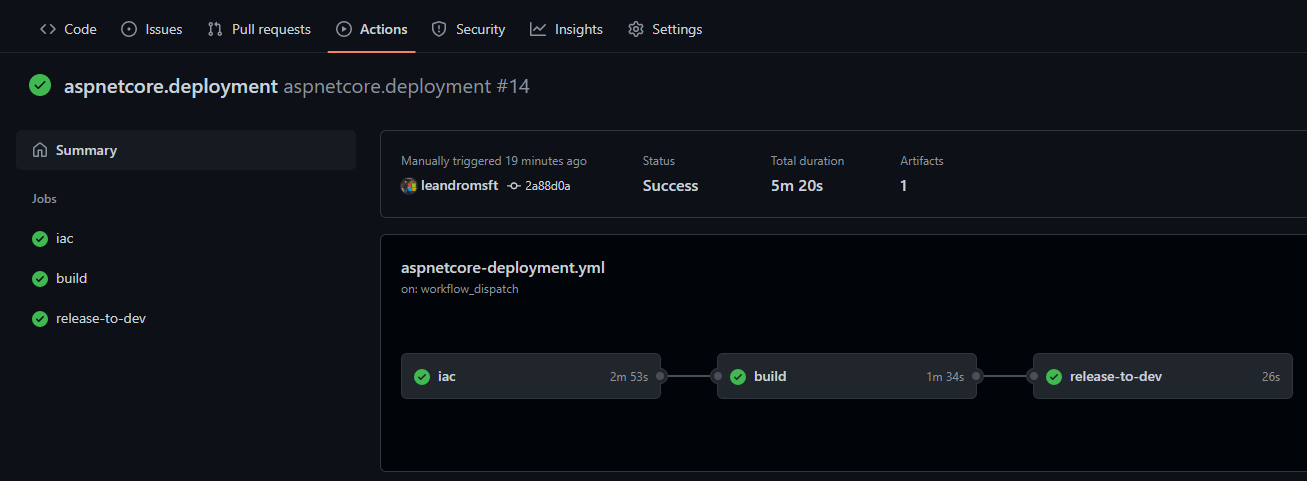 Code Issues Pull requests Actions Security Insights Settings
aspnetcore.deployment aspnetcore.deployment #14
Summary
Jobs
iac
build
release-to-dev
Manually triggered 19 minutes ago
leandromsft 2a88d0a
Status
Success
Total duration
5m 20s
Artifacts
1
aspnetcore-deployment.yml
on: workflow_dispatch
iac 2m 53s
build 1m 34s
release-to-dev 26s